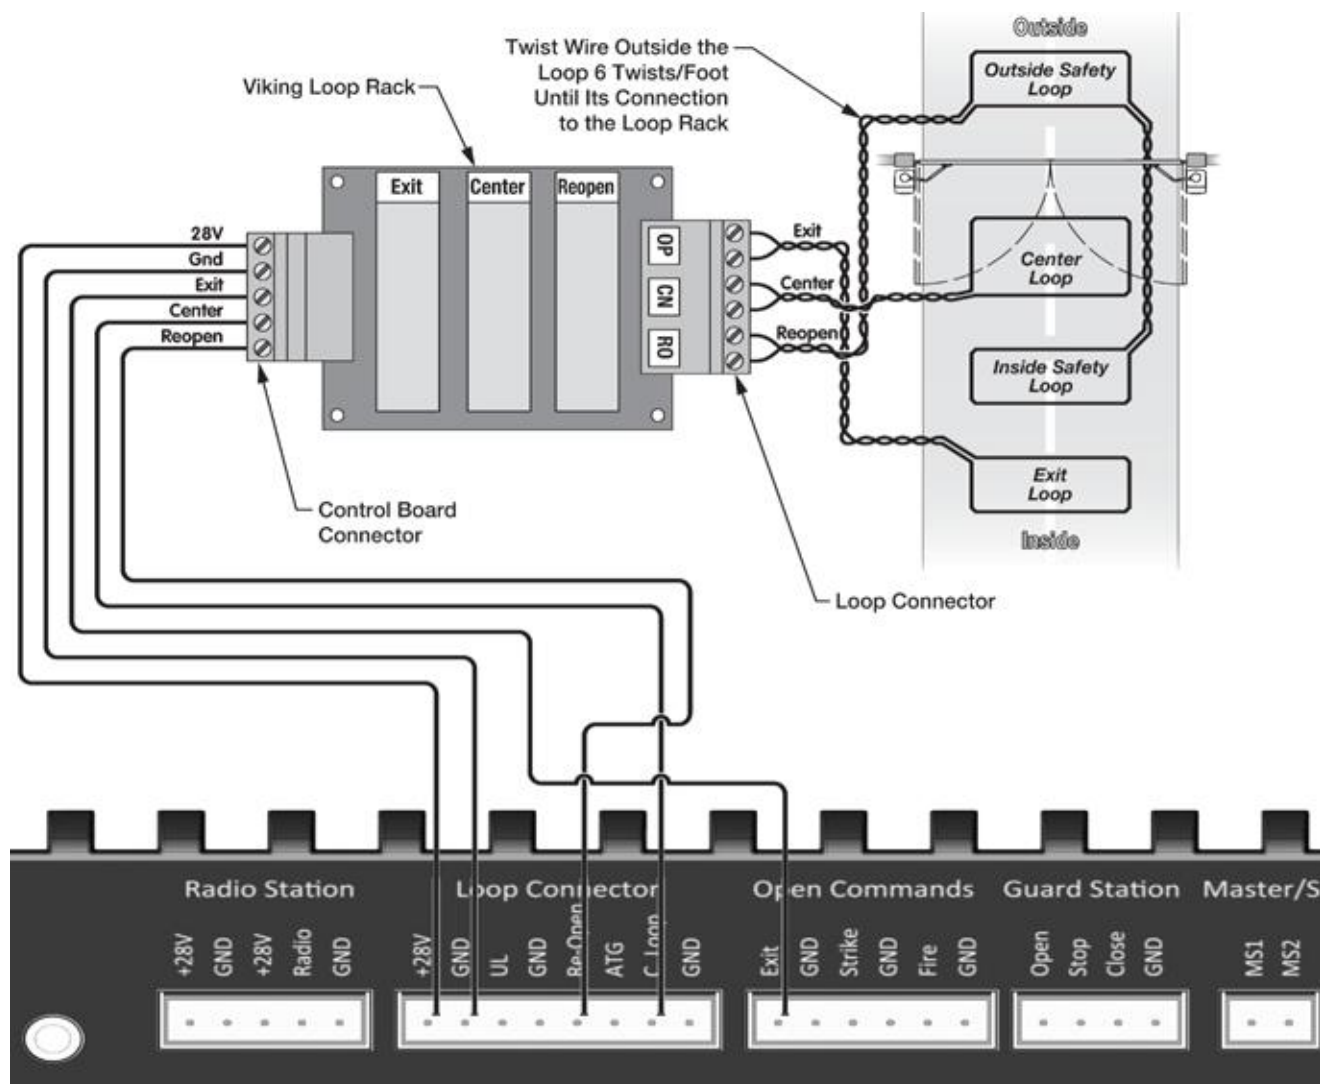 Outside
Twist Wire Outside the
Loop 6 Twists/Foot
Until Its Connection
to the Loop Rack
Outside Safety
Loop
Viking Loop Rack
Exit
Center
Reopen
28V
Gnd
Exit
Center
Reopen
OP
CN
RO
Exit
Center
Reopen
Center
Loop
Inside Safety
Loop
Exit
Loop
Inside
Control Board
Connector
Loop Connector
Radio Station
+28V
GND
+28V
Radio
GND
Loop Connector
+28V
GND
UL
GND
Re-Open
ATG
C_Loop
GND
Open Commands
Exit
GND
Strike
GND
Fire
GND
Guard Station
Open
Stop
Close
GND
Master/S
MS1
MS2